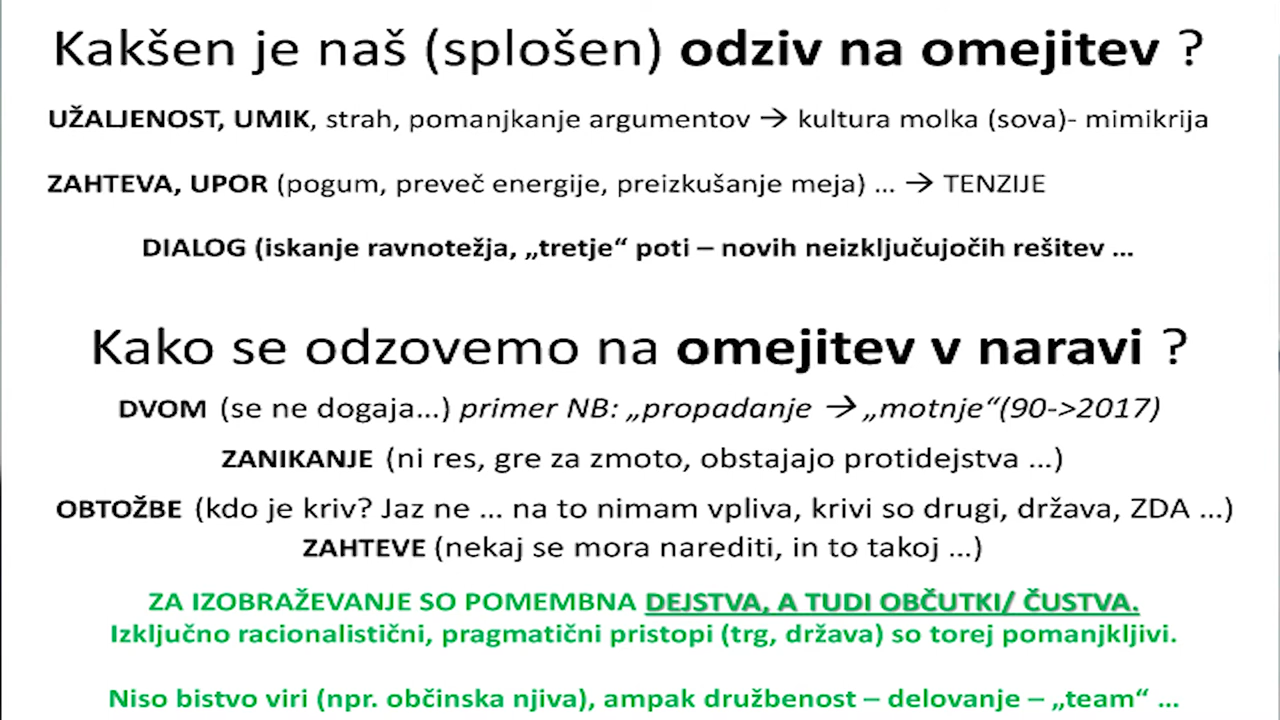 Kakšen je naš (splošen) odziv na omejitev ?
UŽALJENOST, UMIK, strah, pomanjkanje argumentov → kultura molka (sova)- mimikrija
ZAHTEVA, UPOR (pogum, preveč energije, preizkušanje meja) ... → TENZIJE
DIALOG (iskanje ravnotežja, „tretje“ poti – novih neizključujočih rešitev ...
Kako se odzovemo na omejitev v naravi ?
DVOM (se ne dogaja...) primer NB: „propadanje → „motnje“(90->2017)
ZANIKANJE (ni res, gre za zmoto, obstajajo protidejstva ...)
OBTOŽBE (kdo je kriv? Jaz ne ... na to nimam vpliva, krivi so drugi, država, ZDA ...)
ZAHTEVE (nekaj se mora narediti, in to takoj ...)
ZA IZOBRAŽEVANJE SO POMEMBNA DEJSTVA, A TUDI OBČUTKI/ ČUSTVA.
Izključno racionalistični, pragmatični pristopi (trg, država) so torej pomanjkljivi.
Niso bistvo viri (npr. občinska njiva), ampak družbenost – delovanje – „team“ ...